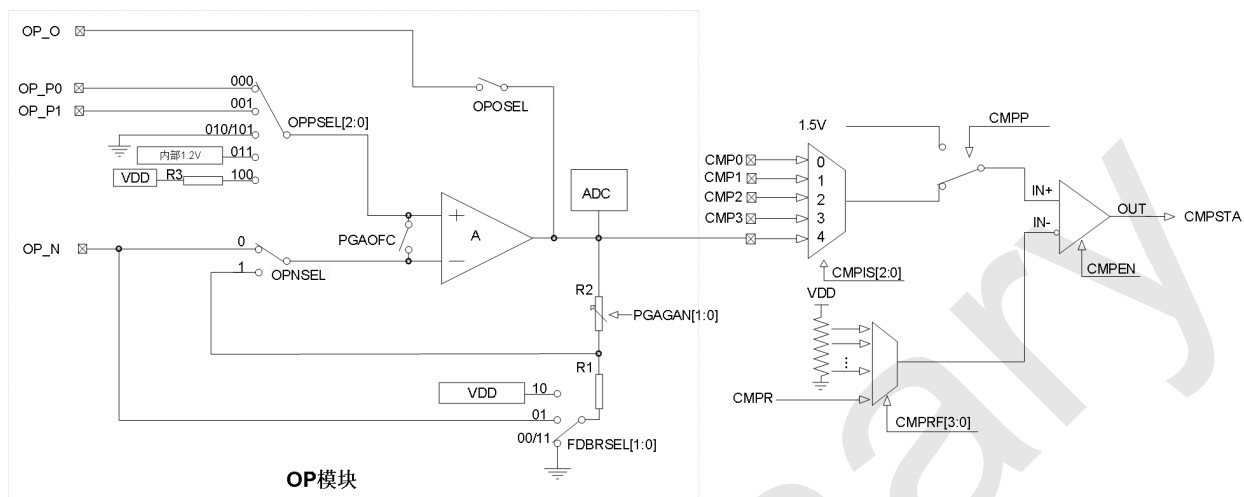 OP_O
OP_P0
OP_P1
000
001
010/101
011
100
OPPSEL[2:0]
内部1.2V
VDD
R3
OPOSEL
PGAOFC
+
A
−
ADC
OP_N
0
1
OPNSEL
R2
PGAGAN[1:0]
R1
VDD
10
01
00/11
FDBRSEL[1:0]
OP模块
1.5V
CMPP
CMP0
CMP1
CMP2
CMP3
0
1
2
3
4
CMPIS[2:0]
IN+
IN-
OUT
CMPSTA
CMPEN
VDD
CMPR
CMPRF[3:0]
ary